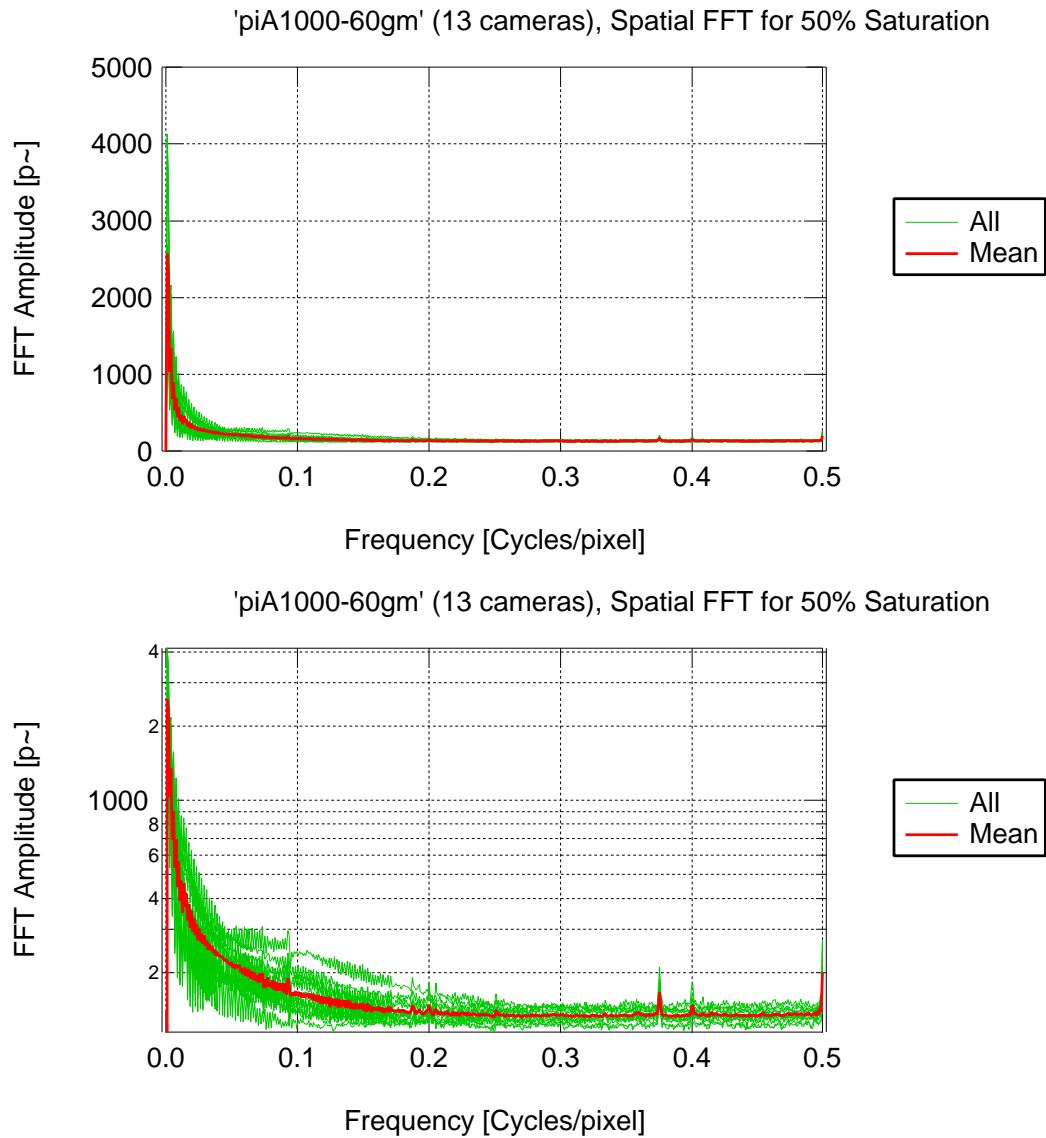 'piA1000-60gm' (13 cameras), Spatial FFT for 50% Saturation
5000
4000
3000
2000
1000
0
FFT Amplitude [p~]
0.0 0.1 0.2 0.3 0.4 0.5
Frequency [Cycles/pixel]
All
Mean
'piA1000-60gm' (13 cameras), Spatial FFT for 50% Saturation
4
2
1000
8
6
4
2
FFT Amplitude [p~]
0.0 0.1 0.2 0.3 0.4 0.5
Frequency [Cycles/pixel]
All
Mean